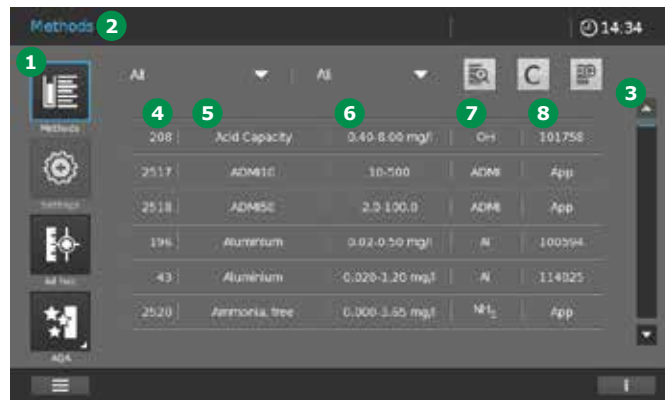 Methods 2 14:34
1 All All C 3
4 5 6 7 8
Methods
208 Acid Capacity 0.40-8.00 mg/l OH 101758
2517 ADMI10 10-500 ADMI App
Settings
2518 ADMI50 2.0-100.0 ADMI App
196 Aluminium 0.02-0.50 mg/l Al 100594
Ad hoc
43 Aluminium 0.020-1.20 mg/l Al 114825
2520 Ammonia, free 0.000-3.65 mg/l NH₃ App
AQA
i